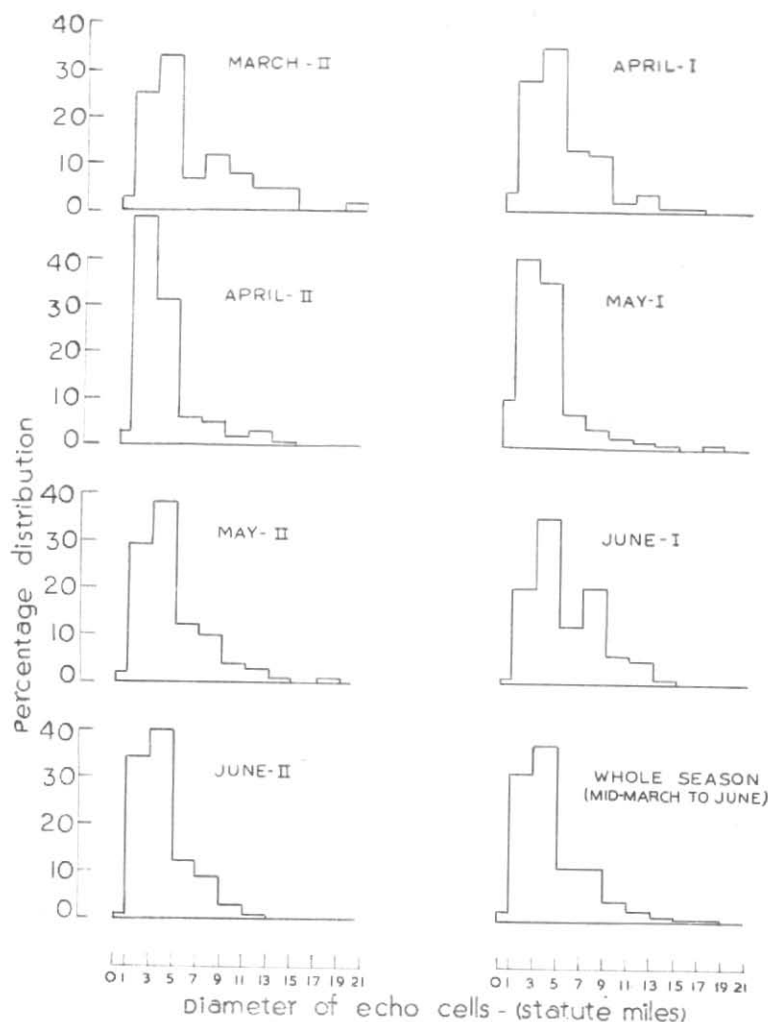 40
30
20
10
0
MARCH - II
APRIL - I
40
30
20
10
0
APRIL - II
MAY - I
40
30
20
10
0
MAY - II
JUNE - I
40
30
20
10
0
JUNE - II
WHOLE SEASON
(MID-MARCH TO JUNE)
Percentage distribution
0 1 3 5 7 9 11 13 15 17 19 21
0 1 3 5 7 9 11 13 15 17 19 21
Diameter of echo cells - (statute miles)